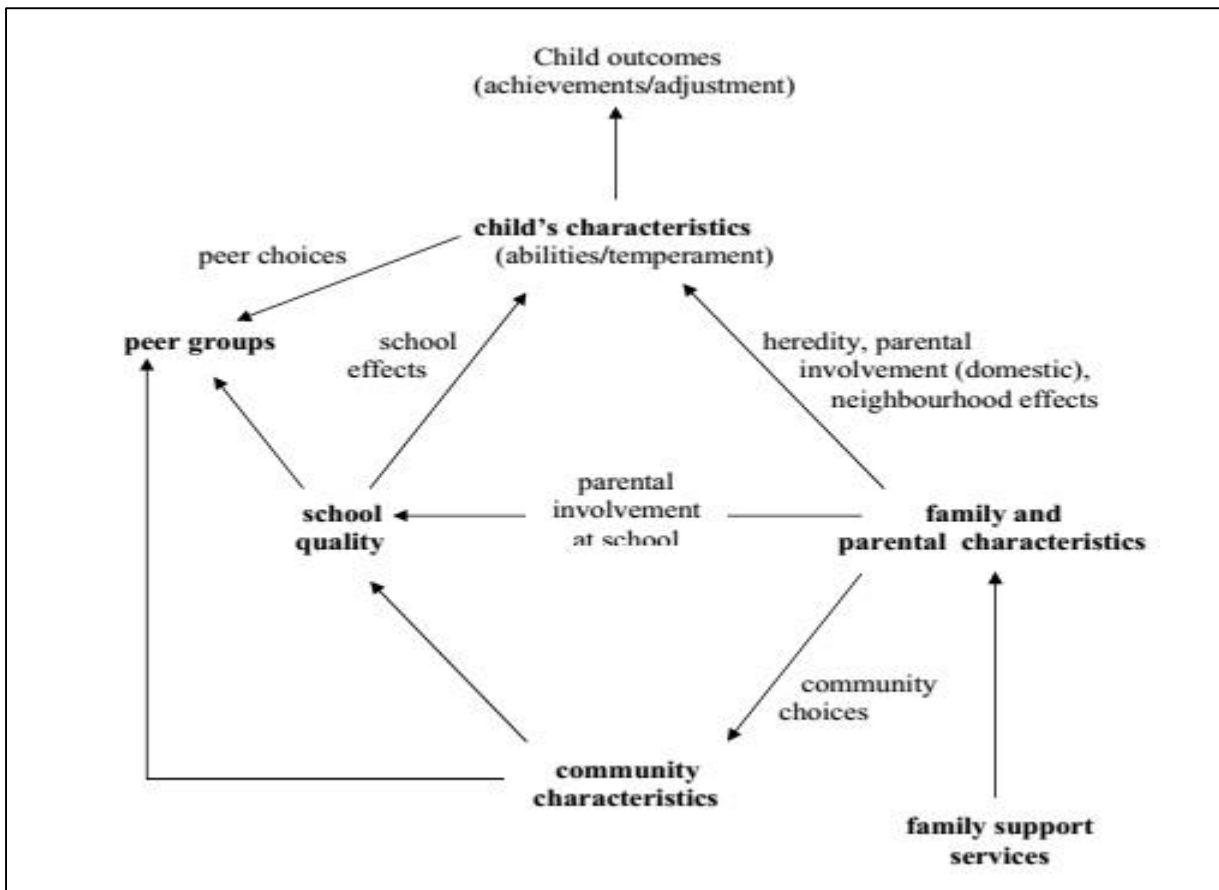 Child outcomes
(achievements/adjustment)
child's characteristics
(abilities/temperament)
peer choices
peer groups
school
effects
heredity, parental
involvement (domestic),
neighbourhood effects
parental
involvement
at school
school
quality
family and
parental characteristics
community
choices
community
characteristics
family support
services